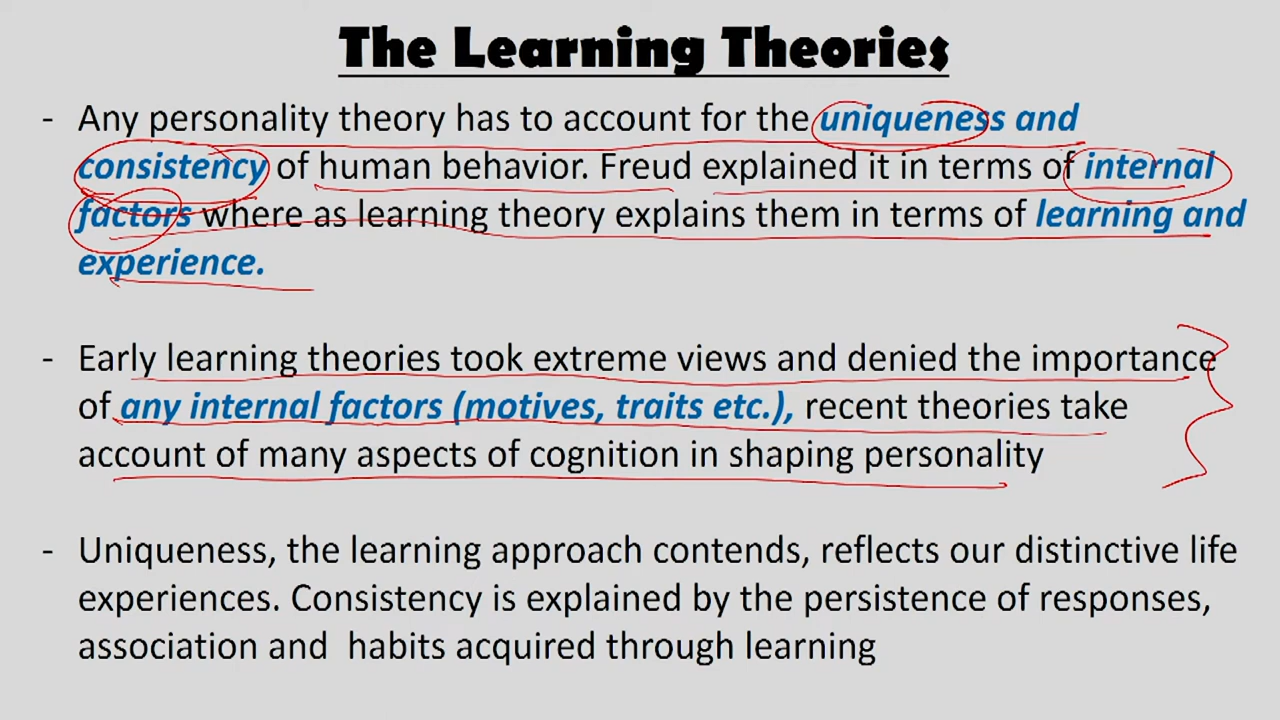 The Learning Theories
- Any personality theory has to account for the uniqueness and
consistency of human behavior. Freud explained it in terms of internal
factors where as learning theory explains them in terms of learning and
experience.
- Early learning theories took extreme views and denied the importance
of any internal factors (motives, traits etc.), recent theories take
account of many aspects of cognition in shaping personality
- Uniqueness, the learning approach contends, reflects our distinctive life
experiences. Consistency is explained by the persistence of responses,
association and habits acquired through learning